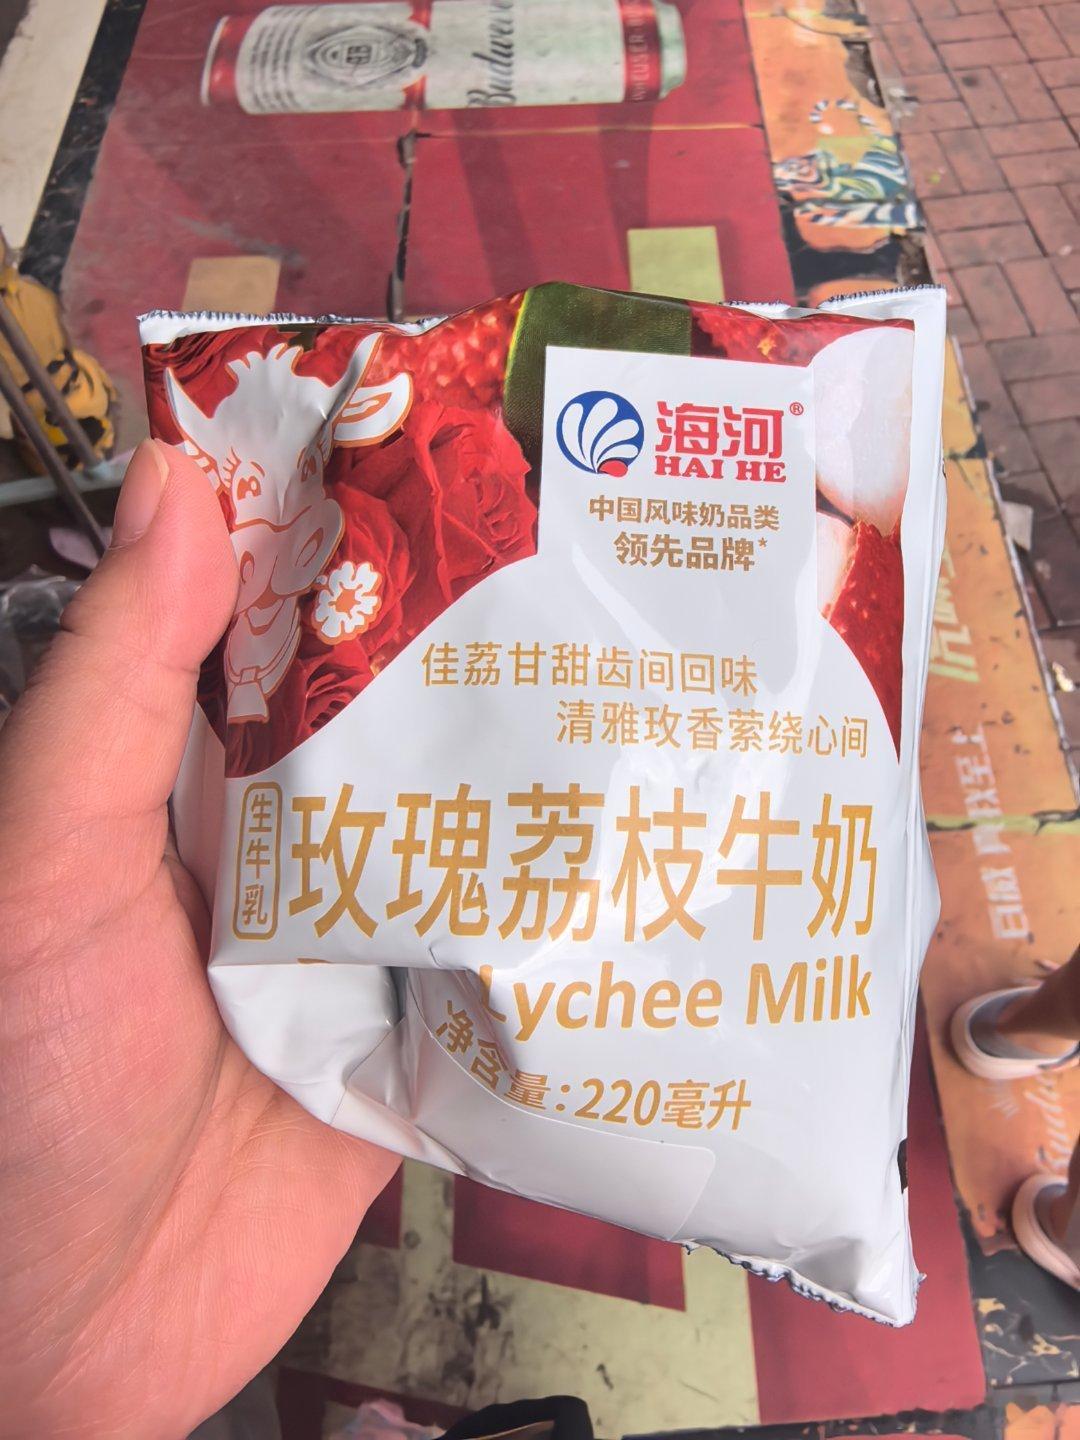 Budweiser
海河®
HAI HE
中国风味奶品类
领先品牌*
佳荔甘甜齿间回味
清雅玫香萦绕心间
生牛乳
玫瑰荔枝牛奶
Lychee Milk
净含量:220毫升